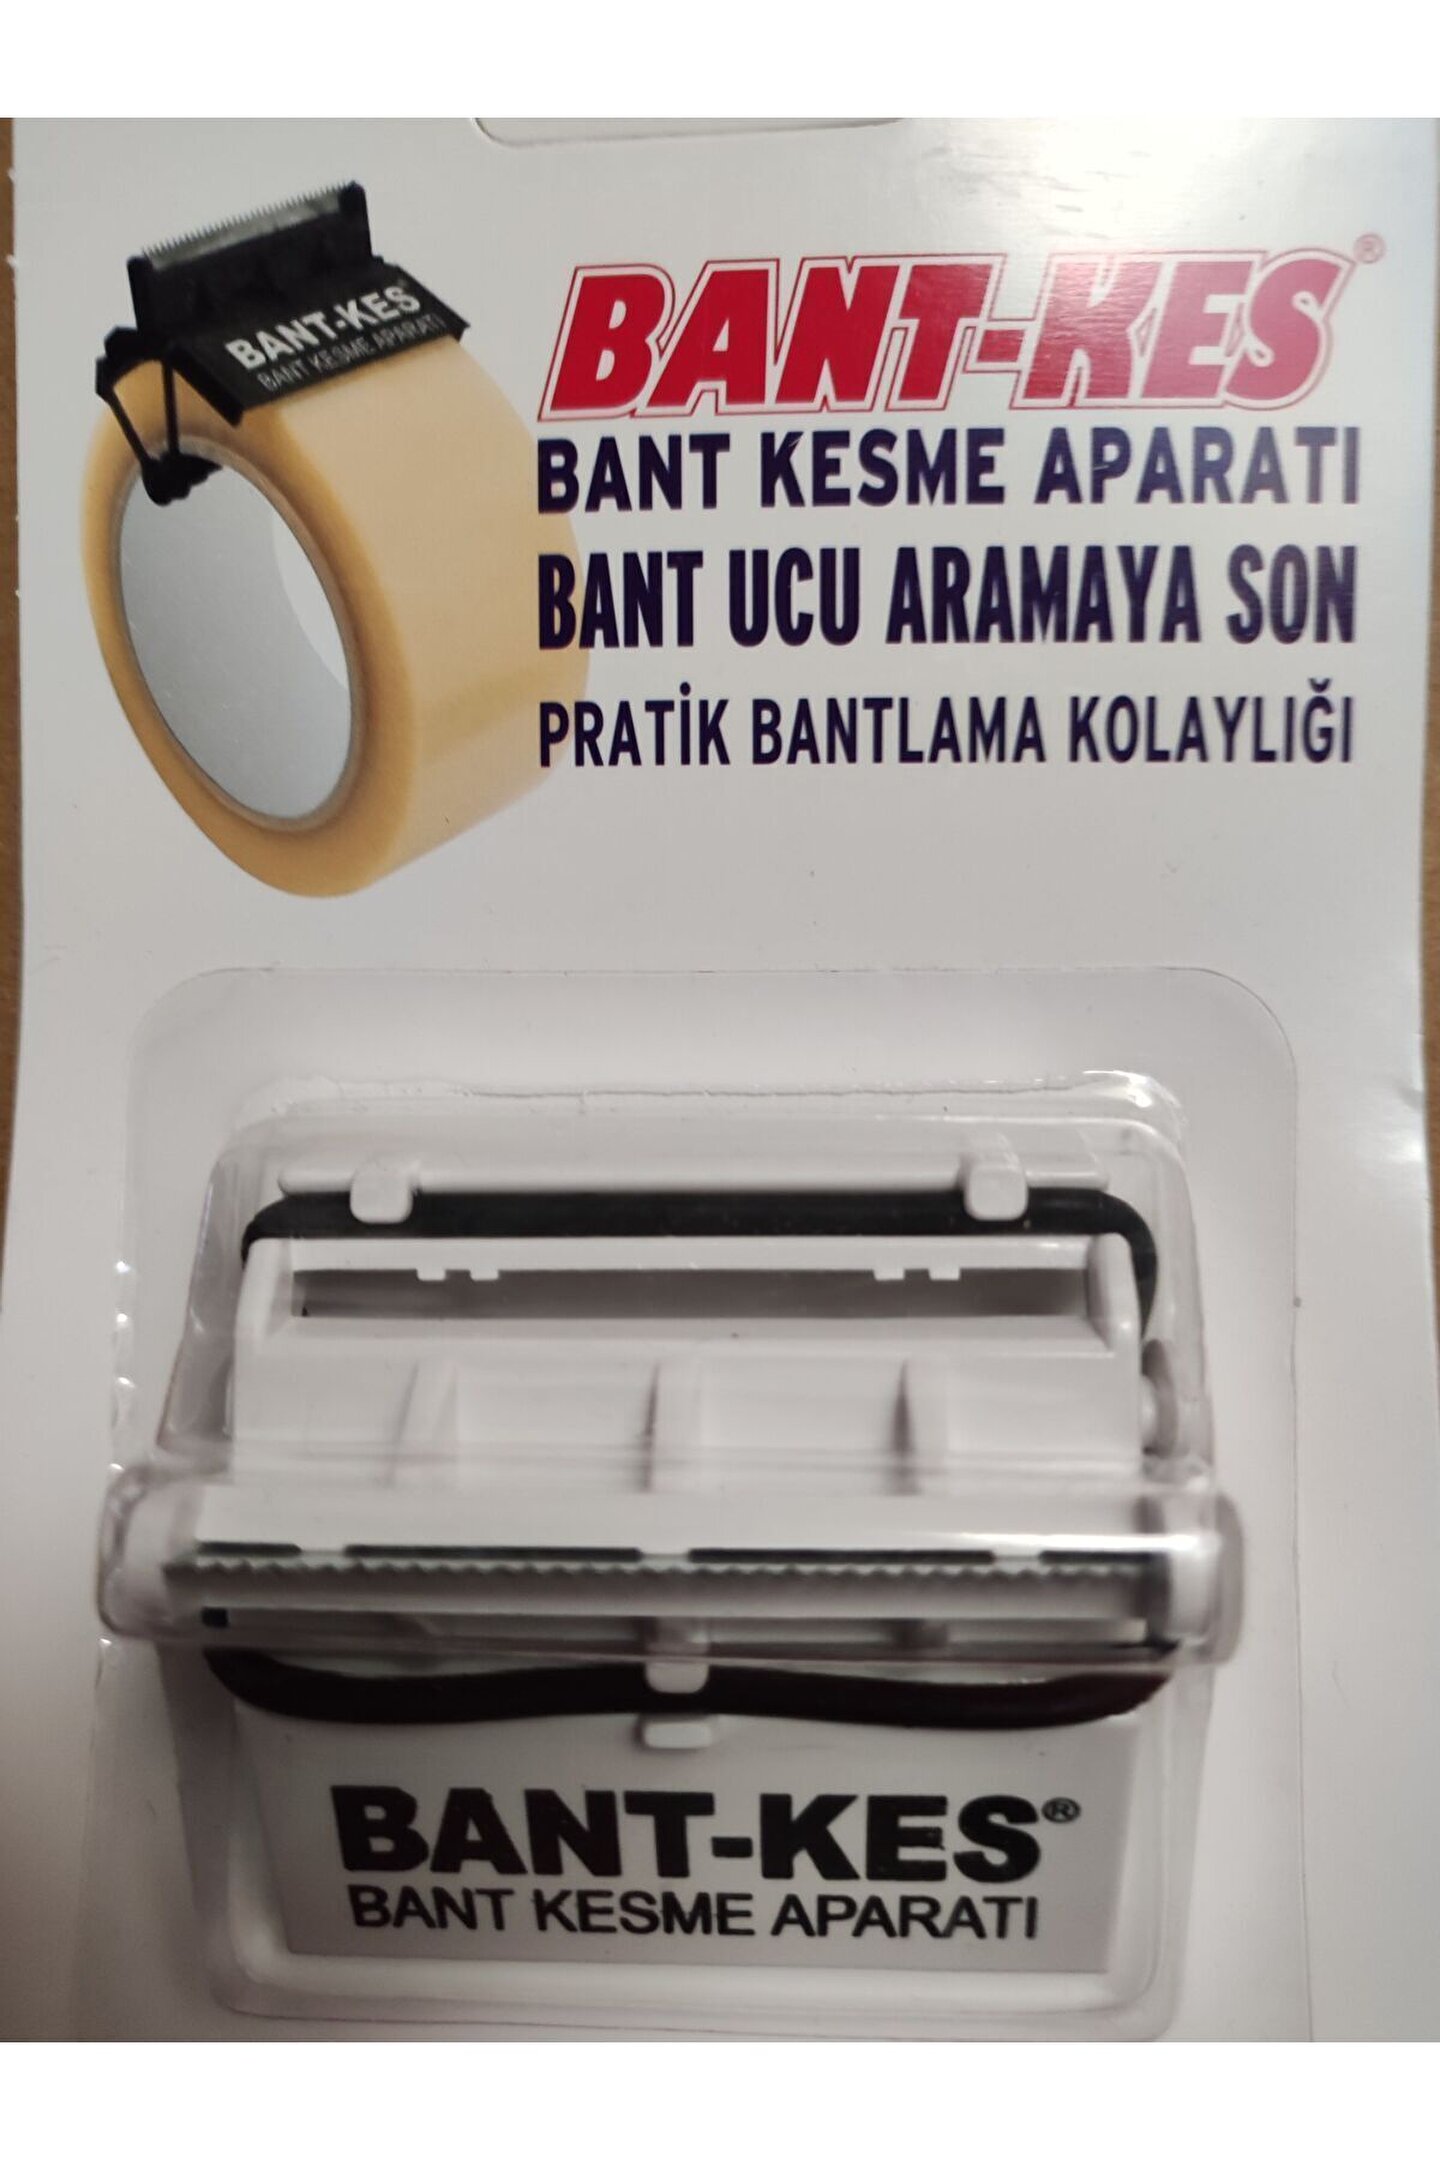 BANT-KES
BANT KESME APARATI
BANT-KES®
BANT KESME APARATI
BANT UCU ARAMAYA SON
PRATİK BANTLAMA KOLAYLIĞI
BANT-KES®
BANT KESME APARATI